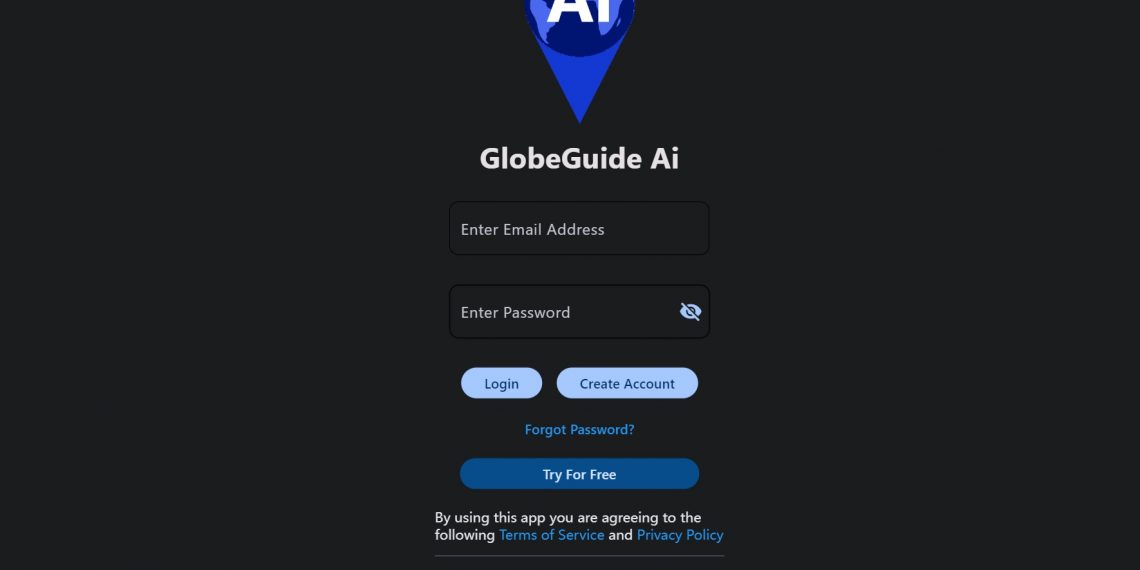 Ai
GlobeGuide Ai
Enter Email Address
Enter Password
Login Create Account
Forgot Password?
Try For Free
By using this app you are agreeing to the
following Terms of Service and Privacy Policy